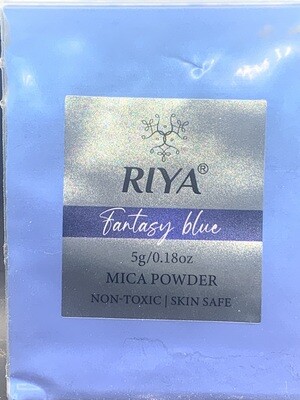 RIYA®
Fantasy blue
5g/0.18oz
MICA POWDER
NON-TOXIC | SKIN SAFE